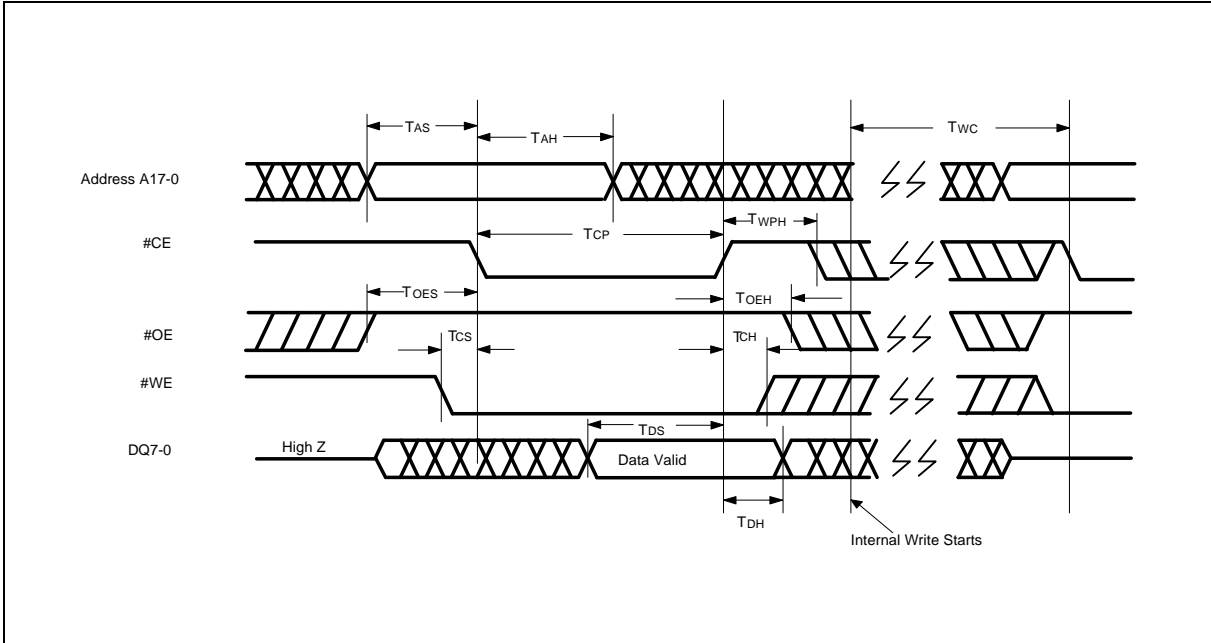 TAS
TAH
TWC
Address A17-0
TWPH
#CE
TCP
TOES
TOEH
#OE
TCS
TCH
#WE
TDS
DQ7-0
High Z
Data Valid
TDH
Internal Write Starts